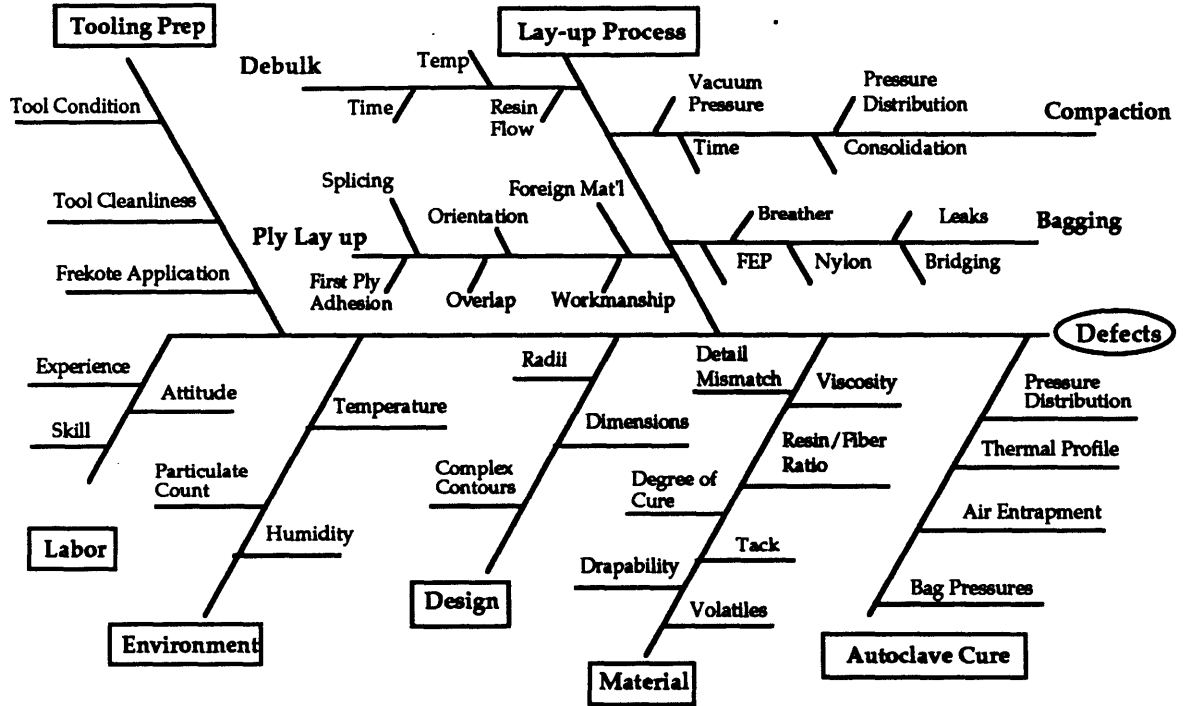 Tooling Prep
Lay-up Process
Debulk
Temp
Time
Resin
Flow
Vacuum
Pressure
Pressure
Distribution
Compaction
Time
Consolidation
Tool Condition
Tool Cleanliness
Frekote Application
Splicing
Orientation
Foreign Mat'l
Ply Lay up
First Ply
Adhesion
Overlap
Workmanship
Breather
Leaks
Bagging
FEP
Nylon
Bridging
Defects
Experience
Attitude
Skill
Labor
Temperature
Particulate
Count
Humidity
Environment
Radii
Dimensions
Complex
Contours
Design
Detail
Mismatch
Viscosity
Resin/Fiber
Ratio
Degree of
Cure
Tack
Drapability
Volatiles
Material
Pressure
Distribution
Thermal Profile
Air Entrapment
Bag Pressures
Autoclave Cure